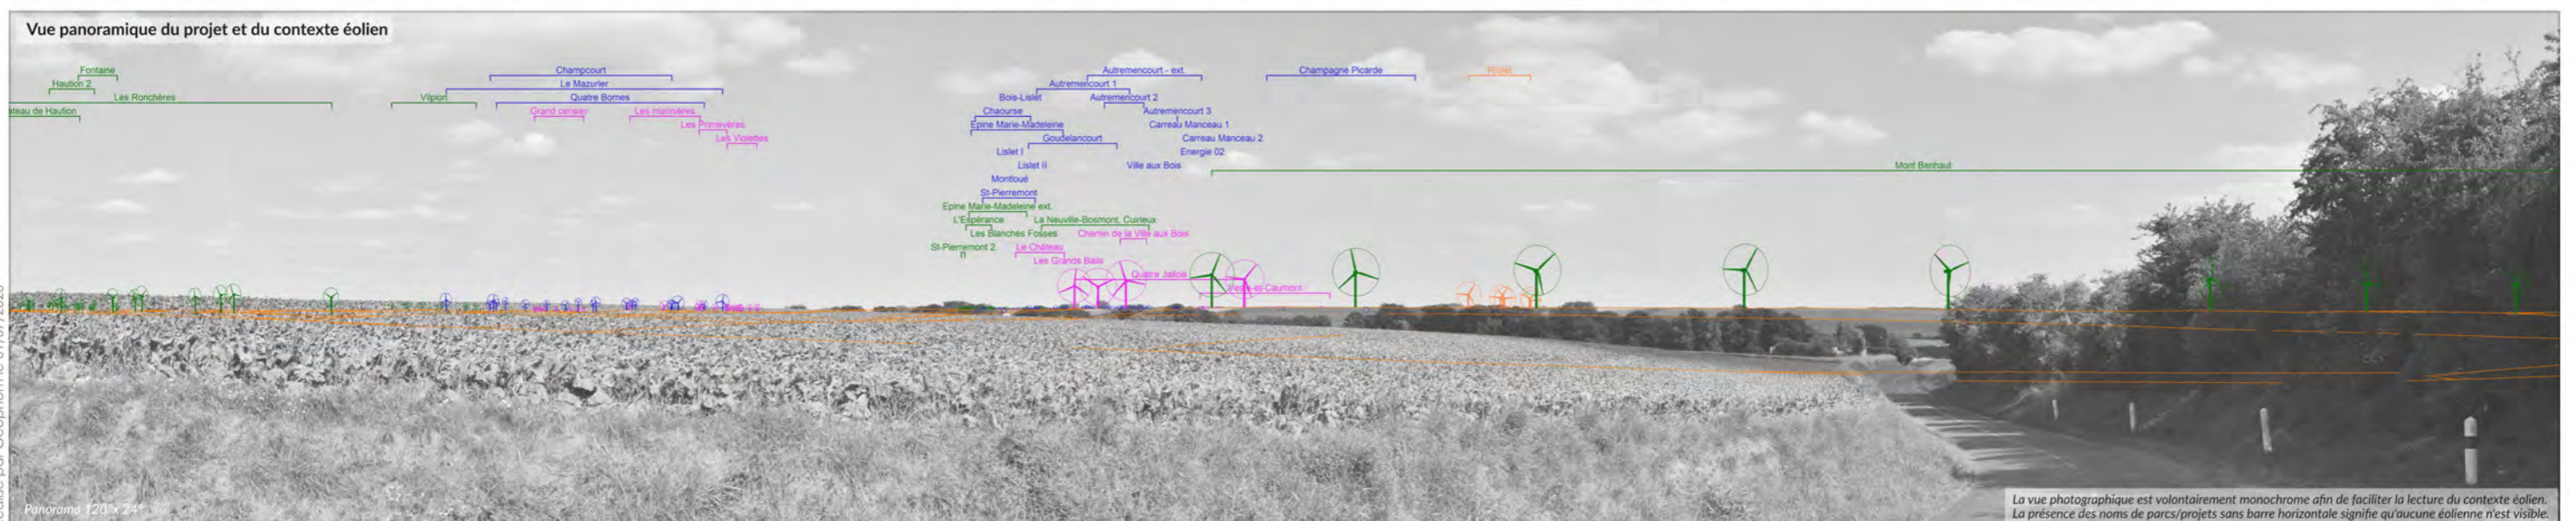 Vue panoramique du projet et du contexte éolien
Fontaine
Haution 2
Les Ronchères
ateau de Haution
Vilpion
Champcourt
Le Mazurier
Quatre Bornes
Grand cerisier
Les marinières
Les Primevères
Les Violettes
Autremencourt - ext.
Autremencourt 1
Bois-Lislet
Autremencourt 2
Chaourse
Autremencourt 3
Epine Marie-Madeleine
Carreau Manceau 1
Goudelancourt
Carreau Manceau 2
Lislet I
Energie 02
Lislet II
Ville aux Bois
Montloué
St-Pierremont
Epine Marie-Madeleine ext.
L'Espérance
La Neuville-Bosmont, Cuirieux
Les Blanches Fosses
Chemin de la Ville aux Bois
St-Pierremont 2
Le Château
Les Grands Bails
Quatre Jallois
Champagne Picarde
Mont Benhaut
Panorama 120° x 24°
La vue photographique est volontairement monochrome afin de faciliter la lecture du contexte éolien.
La présence des noms de parcs/projets sans barre horizontale signifie qu'aucune éolienne n'est visible.